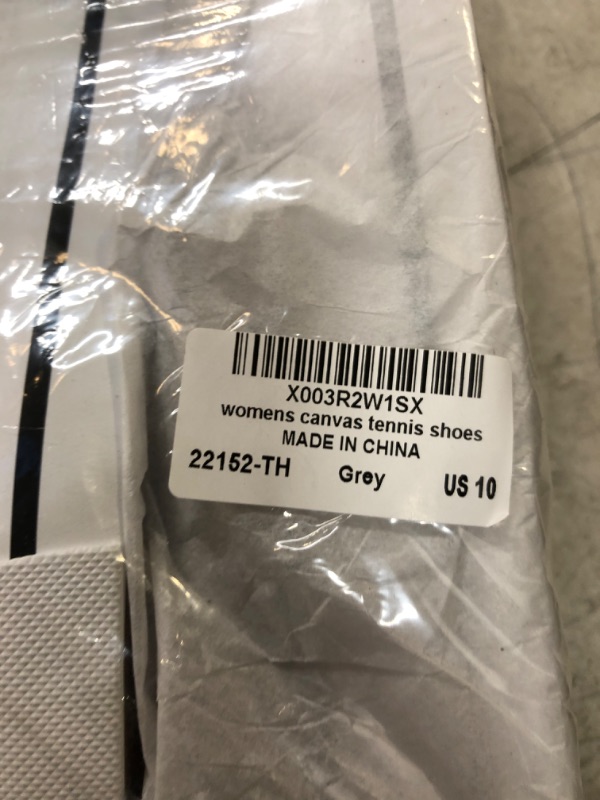 X003R2W1SX
womens canvas tennis shoes
MADE IN CHINA
22152-TH Grey US 10